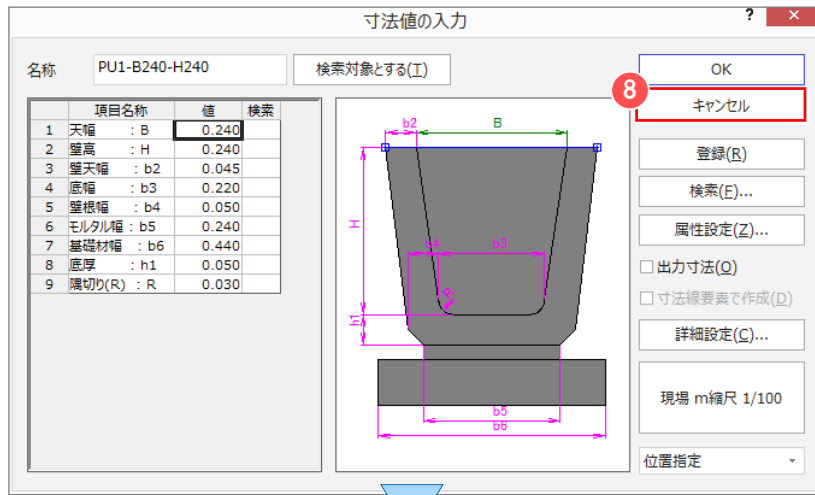 寸法値の入力
? ×
名称 PU1-B240-H240 検索対象とする(T) OK
8
キャンセル
項目名称 値 検索
1 天幅 : B 0.240
2 壁高 : H 0.240
3 壁天幅 : b2 0.045
4 底幅 : b3 0.220
5 壁根幅 : b4 0.050
6 モルタル幅 : b5 0.240
7 基礎材幅 : b6 0.440
8 底厚 : h1 0.050
9 隅切り(R) : R 0.030
b2 B
H
b4 b3
R
h1
b5
b6
登録(R)
検索(F)...
属性設定(Z)...
出力寸法(O)
寸法線要素で作成(D)
詳細設定(C)...
現場 m縮尺 1/100
位置指定